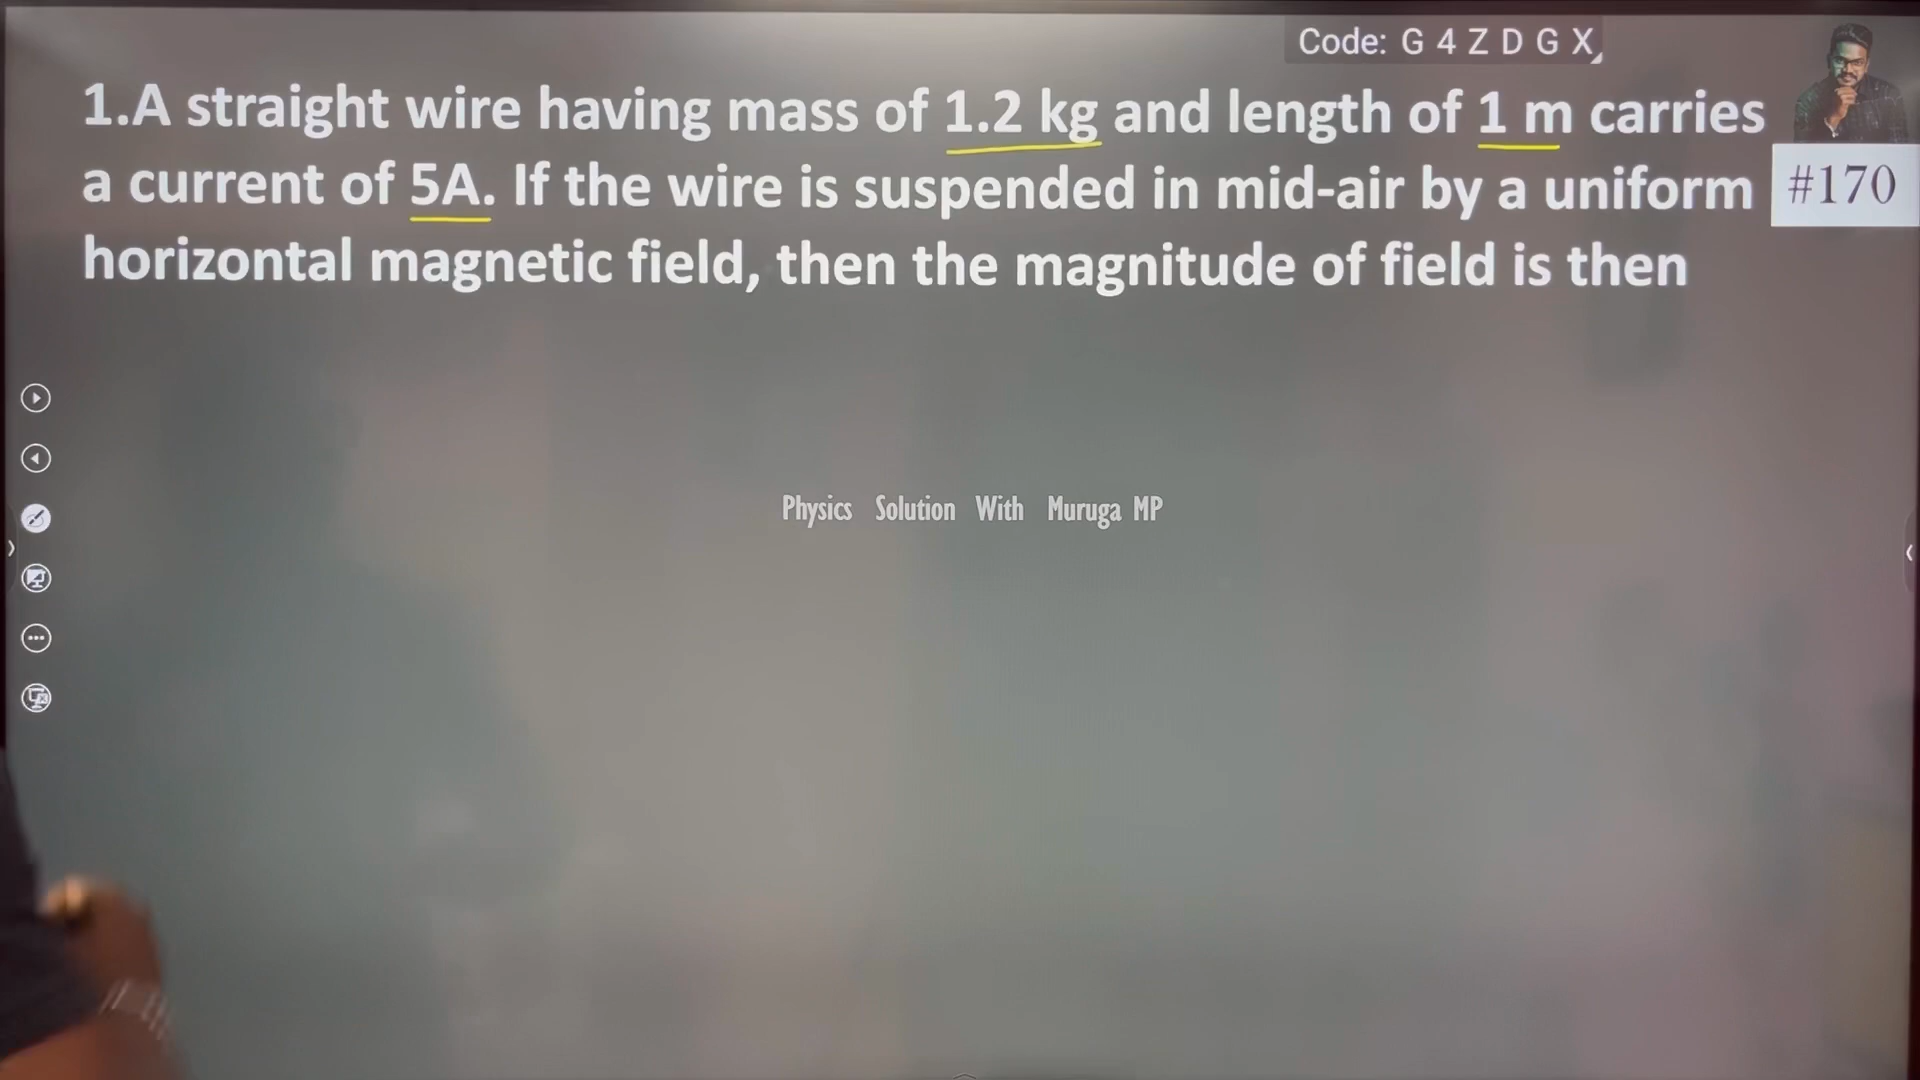 Code: G 4 Z D G X
1.A straight wire having mass of 1.2 kg and length of 1 m carries
a current of 5A. If the wire is suspended in mid-air by a uniform
#170
horizontal magnetic field, then the magnitude of field is then
Physics Solution With Muruga MP